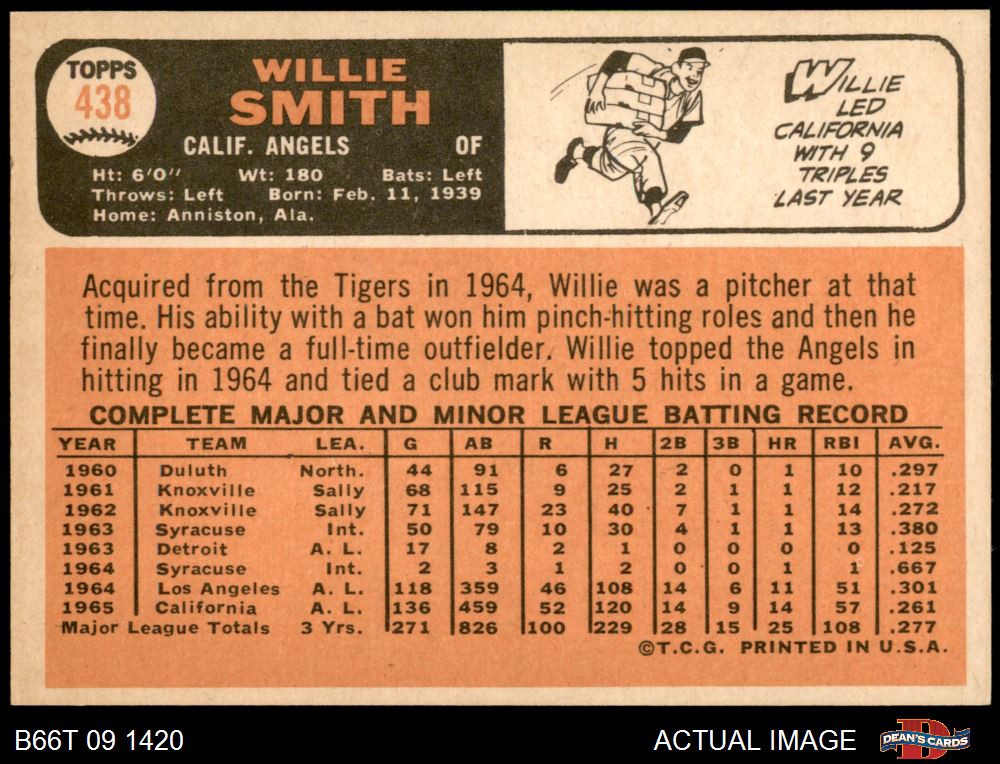 TOPPS
438
WILLIE
SMITH
CALIF. ANGELS OF
Ht: 6'0" Wt: 180 Bats: Left
Throws: Left Born: Feb. 11, 1939
Home: Anniston, Ala.
WILLIE
LED
CALIFORNIA
WITH 9
TRIPLES
LAST YEAR
Acquired from the Tigers in 1964, Willie was a pitcher at that
time. His ability with a bat won him pinch-hitting roles and then he
finally became a full-time outfielder. Willie topped the Angels in
hitting in 1964 and tied a club mark with 5 hits in a game.
COMPLETE MAJOR AND MINOR LEAGUE BATTING RECORD
YEAR TEAM LEA. G AB R H 2B 3B HR RBI AVG.
1960 Duluth North. 44 91 6 27 2 0 1 10 .297
1961 Knoxville Sally 68 115 9 25 2 1 1 12 .217
1962 Knoxville Sally 71 147 23 40 7 1 1 14 .272
1963 Syracuse Int. 50 79 10 30 4 1 1 13 .380
1963 Detroit A. L. 17 8 2 1 0 0 0 0 .125
1964 Syracuse Int. 2 3 1 2 0 0 1 1 .667
1964 Los Angeles A. L. 118 359 46 108 14 6 11 51 .301
1965 California A. L. 136 459 52 120 14 9 14 57 .261
Major League Totals 3 Yrs. 271 826 100 229 28 15 25 108 .277
©T.C.G. PRINTED IN U.S.A.
B66T 09 1420 ACTUAL IMAGE D DEAN'S CARDS